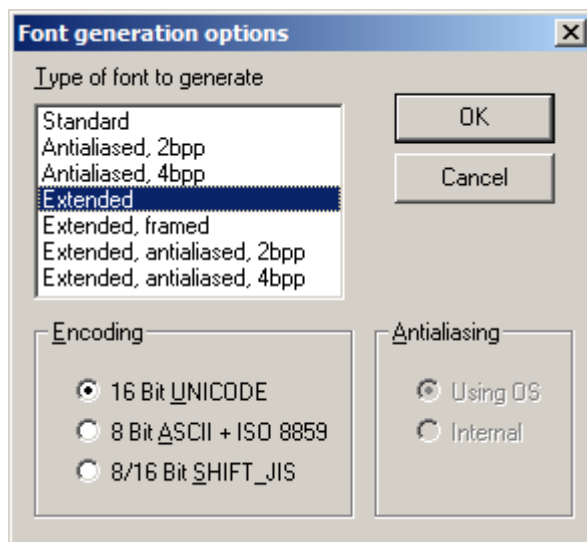 Font generation options
Type of font to generate
Standard
Antialiased, 2bpp
Antialiased, 4bpp
Extended
Extended, framed
Extended, antialiased, 2bpp
Extended, antialiased, 4bpp
OK
Cancel
Encoding
16 Bit UNICODE
8 Bit ASCII + ISO 8859
8/16 Bit SHIFT_JIS
Antialiasing
Using OS
Internal